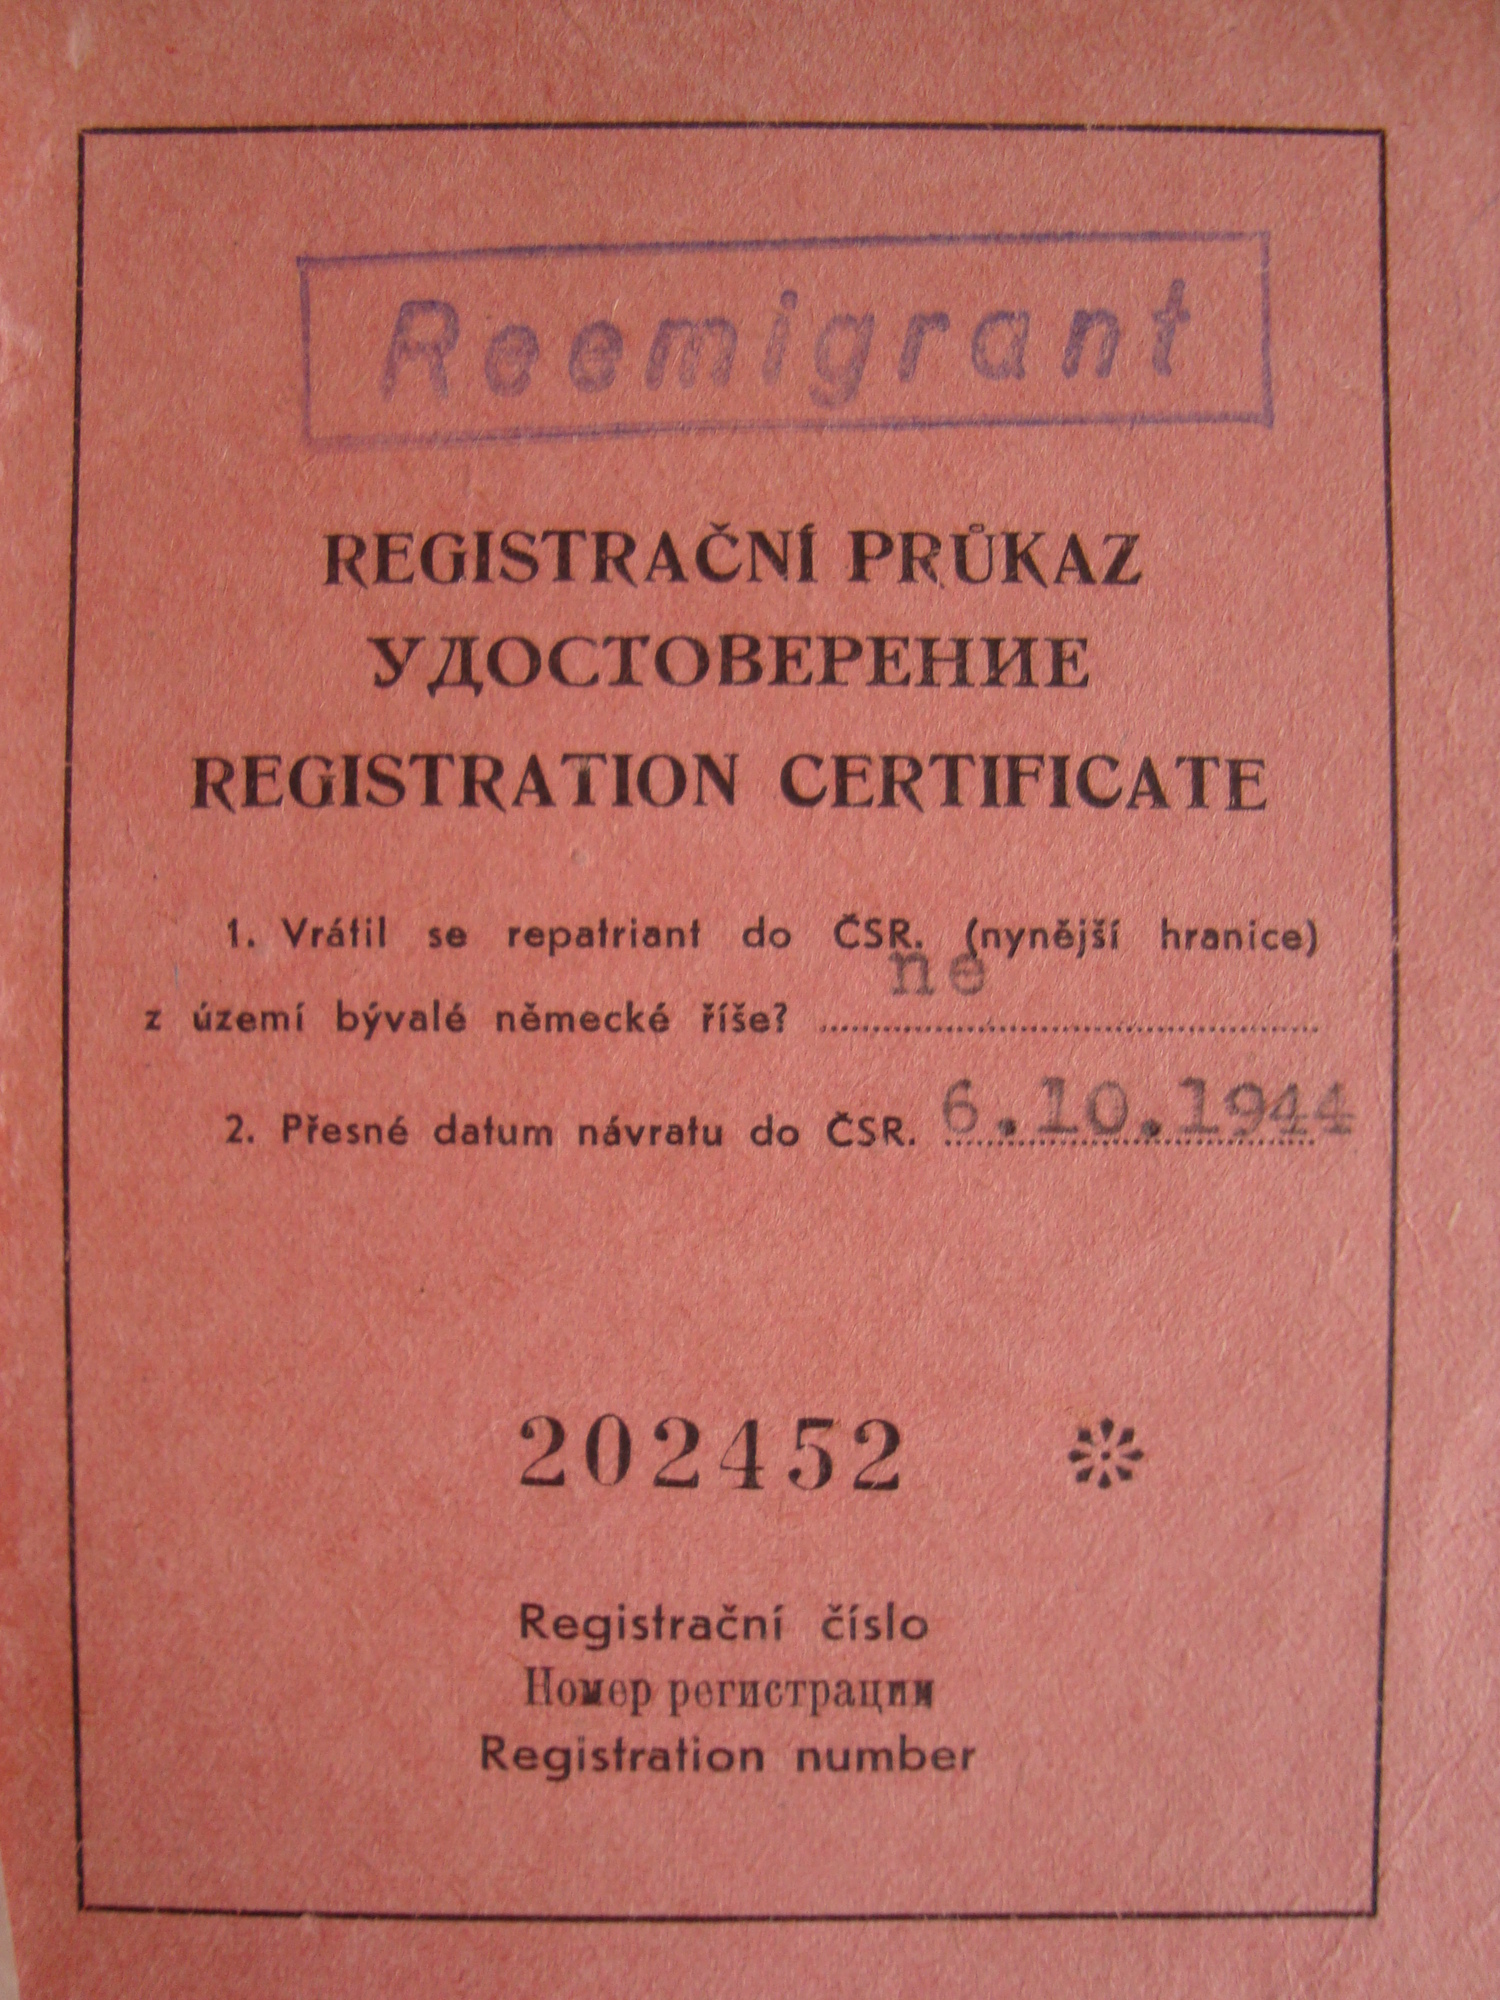 Reemigrant
REGISTRAČNÍ PRŮKAZ
УДОСТОВЕРЕНИЕ
REGISTRATION CERTIFICATE
1. Vrátil se repatriant do ČSR. (nynější hranice)
z území bývalé německé říše? ne
2. Přesné datum návratu do ČSR. 6.10.1944
202452
Registrační číslo
Номер регистрации
Registration number